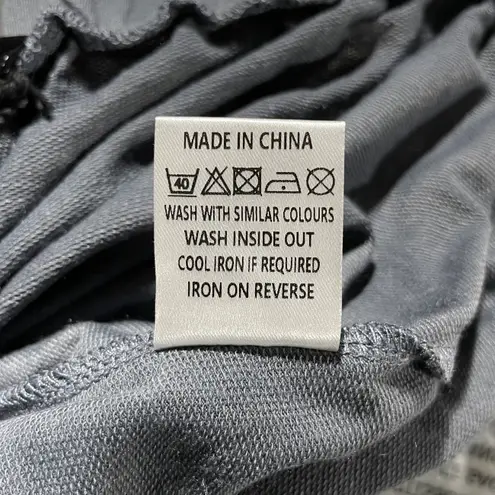 MADE IN CHINA
40
WASH WITH SIMILAR COLOURS
WASH INSIDE OUT
COOL IRON IF REQUIRED
IRON ON REVERSE